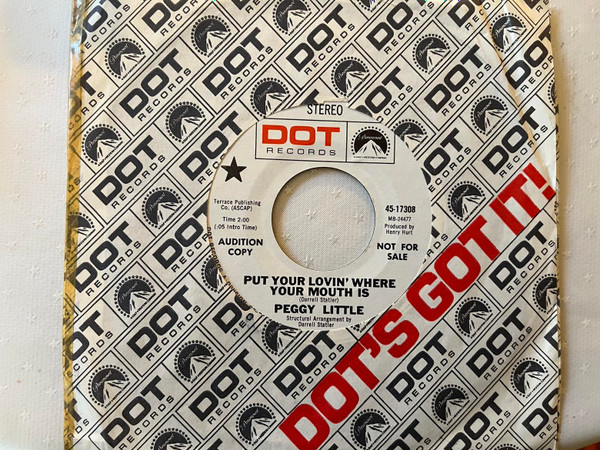 STEREO
DOT
RECORDS
Paramount
Terrace Publishing
Co. (ASCAP)
Time 2:00
(:05 Intro Time)
AUDITION
COPY
45-17308
MB-24477
Produced by
Henry Hurt
NOT FOR
SALE
PUT YOUR LOVIN' WHERE
YOUR MOUTH IS
(Darrell Statler)
PEGGY LITTLE
Structural Arrangement by
Darrell Statler
DOT'S GOT IT!
DOT
RECORDS